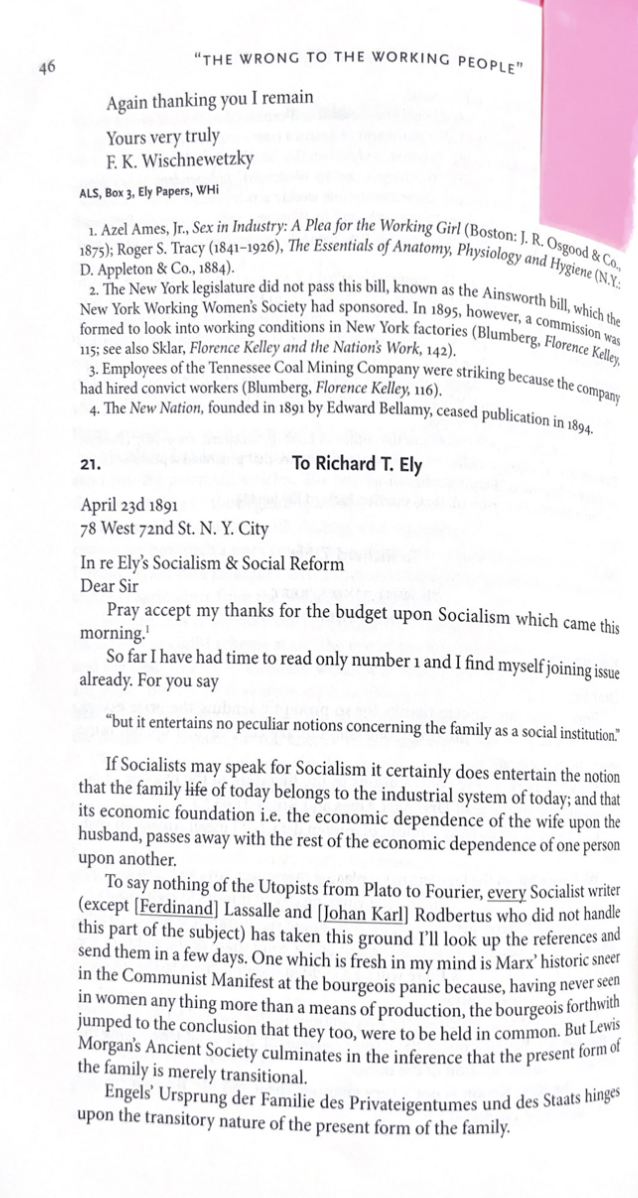 46
"THE WRONG TO THE WORKING PEOPLE"
Again thanking you I remain
Yours very truly
F. K. Wischnewetzky
ALS, Box 3, Ely Papers, WHi
1. Azel Ames, Jr., Sex in Industry: A Plea for the Working Girl (Boston: J. R. Osgood & Co.,
1875); Roger S. Tracy (1841–1926), The Essentials of Anatomy, Physiology and Hygiene (N.Y.:
D. Appleton & Co., 1884).
2. The New York legislature did not pass this bill, known as the Ainsworth bill, which the
New York Working Women's Society had sponsored. In 1895, however, a commission was
formed to look into working conditions in New York factories (Blumberg, Florence Kelley,
115; see also Sklar, Florence Kelley and the Nation's Work, 142).
3. Employees of the Tennessee Coal Mining Company were striking because the company
had hired convict workers (Blumberg, Florence Kelley, 116).
4. The New Nation, founded in 1891 by Edward Bellamy, ceased publication in 1894.
21. To Richard T. Ely
April 23d 1891
78 West 72nd St. N. Y. City
In re Ely's Socialism & Social Reform
Dear Sir
Pray accept my thanks for the budget upon Socialism which came this
morning.¹
So far I have had time to read only number 1 and I find myself joining issue
already. For you say
"but it entertains no peculiar notions concerning the family as a social institution."
If Socialists may speak for Socialism it certainly does entertain the notion
that the family life of today belongs to the industrial system of today; and that
its economic foundation i.e. the economic dependence of the wife upon the
husband, passes away with the rest of the economic dependence of one person
upon another.
To say nothing of the Utopists from Plato to Fourier, every Socialist writer
(except [Ferdinand] Lassalle and [Johan Karl] Rodbertus who did not handle
this part of the subject) has taken this ground I'll look up the references and
send them in a few days. One which is fresh in my mind is Marx' historic sneer
in the Communist Manifest at the bourgeois panic because, having never seen
in women any thing more than a means of production, the bourgeois forthwith
jumped to the conclusion that they too, were to be held in common. But Lewis
Morgan's Ancient Society culminates in the inference that the present form of
the family is merely transitional.
Engels' Ursprung der Familie des Privateigentumes und des Staats hinges
upon the transitory nature of the present form of the family.